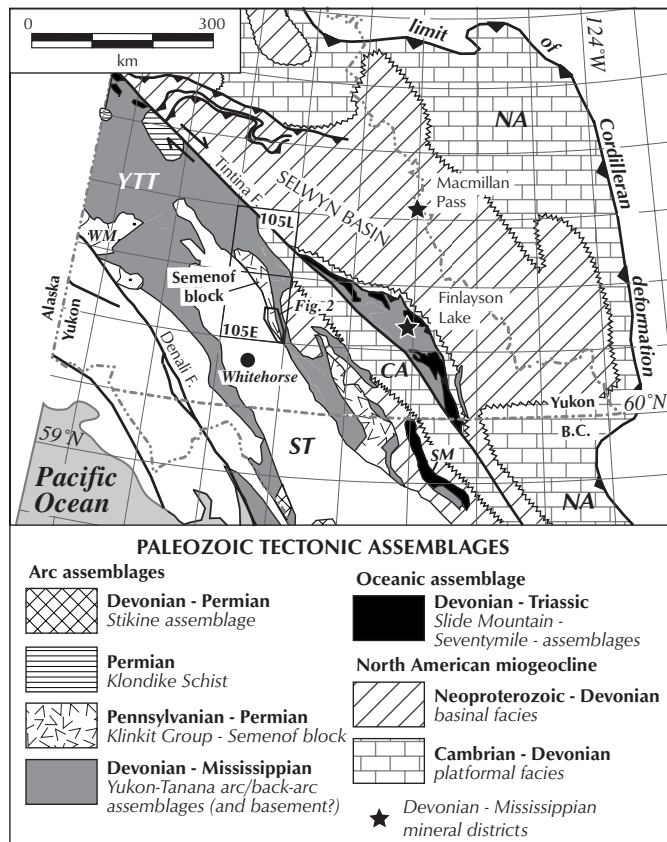 0 300
km
limit
of
124°W
Cordilleran
deformation
NA
YTT
Tintina F.
SELWYN BASIN
Macmillan
Pass
WM
105L
Semenof
block
Fig. 2
Finlayson
Lake
Alaska
Yukon
Denali F.
105E
Whitehorse
CA
Yukon
60°N
B.C.
59°N
ST
SM
Pacific
Ocean
NA
PALEOZOIC TECTONIC ASSEMBLAGES
Arc assemblages
Devonian - Permian
Stikine assemblage
Permian
Klondike Schist
Pennsylvanian - Permian
Klinkit Group - Semenof block
Devonian - Mississippian
Yukon-Tanana arc/back-arc
assemblages (and basement?)
Oceanic assemblage
Devonian - Triassic
Slide Mountain -
Seventymile - assemblages
North American miogeocline
Neoproterozoic - Devonian
basinal facies
Cambrian - Devonian
platformal facies
Devonian - Mississippian
mineral districts